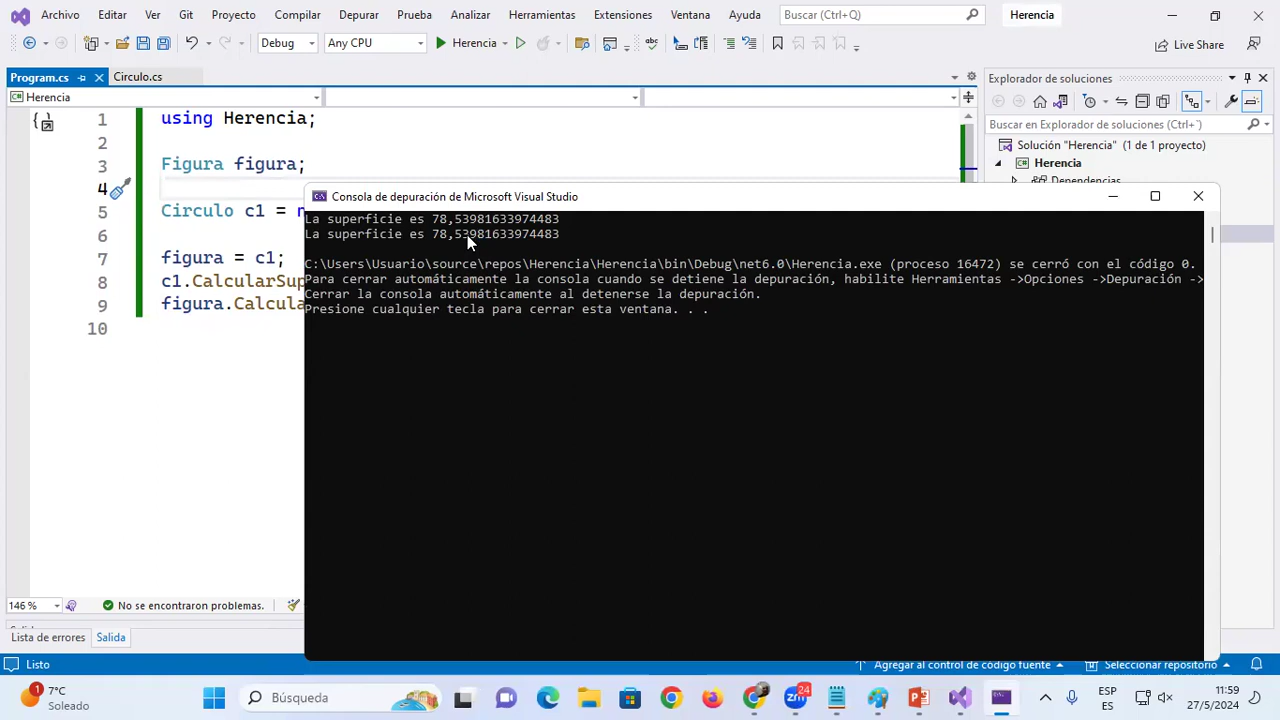 Archivo Editar Ver Git Proyecto Compilar Depurar Prueba Analizar Herramientas Extensiones Ventana Ayuda Buscar (Ctrl+Q) Herencia
Debug Any CPU Herencia Live Share
Program.cs Circulo.cs Explorador de soluciones
Herencia
Buscar en Explorador de soluciones (Ctrl+´)
Solución "Herencia" (1 de 1 proyecto)
Herencia
Dependencias
1 using Herencia;
2
3 Figura figura;
4
5 Circulo c1 =
6
7 figura = c1;
8 c1.CalcularSup
9 figura.Calcula
10
Consola de depuración de Microsoft Visual Studio
La superficie es 78,53981633974483
La superficie es 78,53981633974483
C:\Users\Usuario\source\repos\Herencia\Herencia\bin\Debug\net6.0\Herencia.exe (proceso 16472) se cerró con el código 0.
Para cerrar automáticamente la consola cuando se detiene la depuración, habilite Herramientas ->Opciones ->Depuración ->
Cerrar la consola automáticamente al detenerse la depuración.
Presione cualquier tecla para cerrar esta ventana. . .
146 % No se encontraron problemas.
Lista de errores Salida
Listo Agregar al control de código fuente Seleccionar repositorio
1 7°C
Soleado
Búsqueda
24
ESP
ES
11:59
27/5/2024